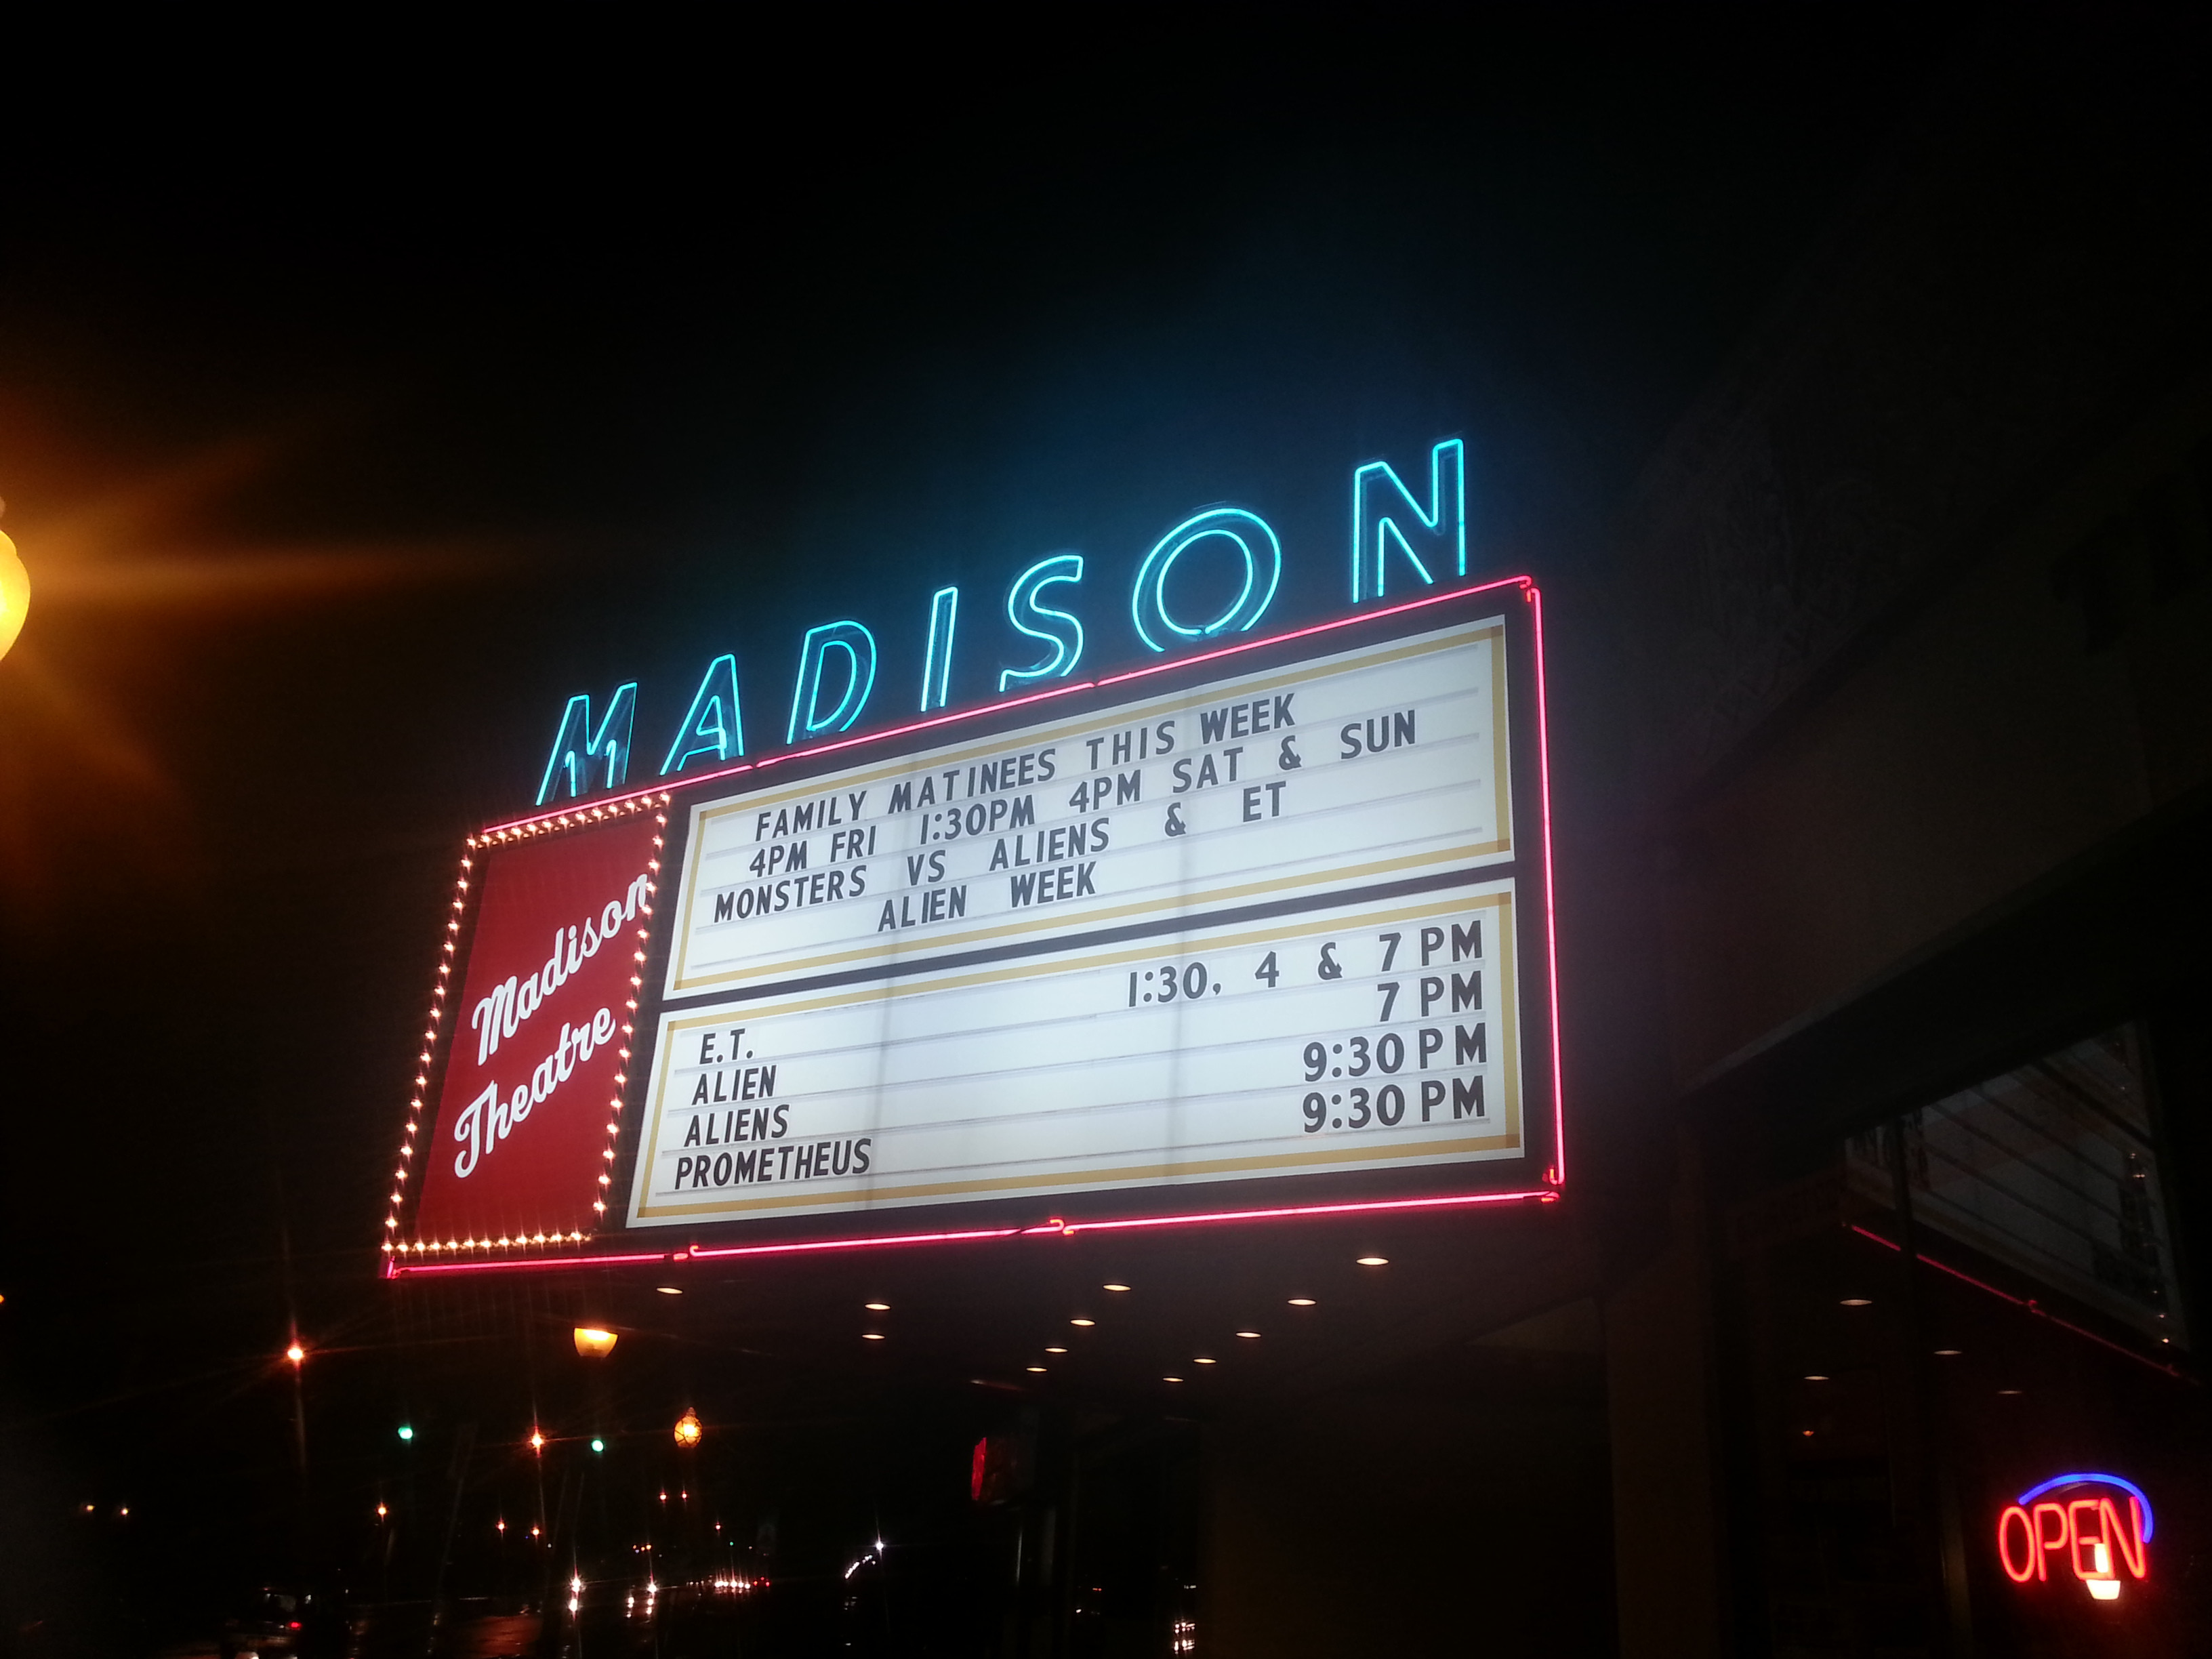 MADISON
Madison
Theatre
FAMILY MATINEES THIS WEEK
4PM FRI 1:30PM 4PM SAT & SUN
MONSTERS VS ALIENS & ET
ALIEN WEEK
E.T. 1:30, 4 & 7 PM
ALIEN 7 PM
ALIENS 9:30 PM
PROMETHEUS 9:30 PM
OPEN